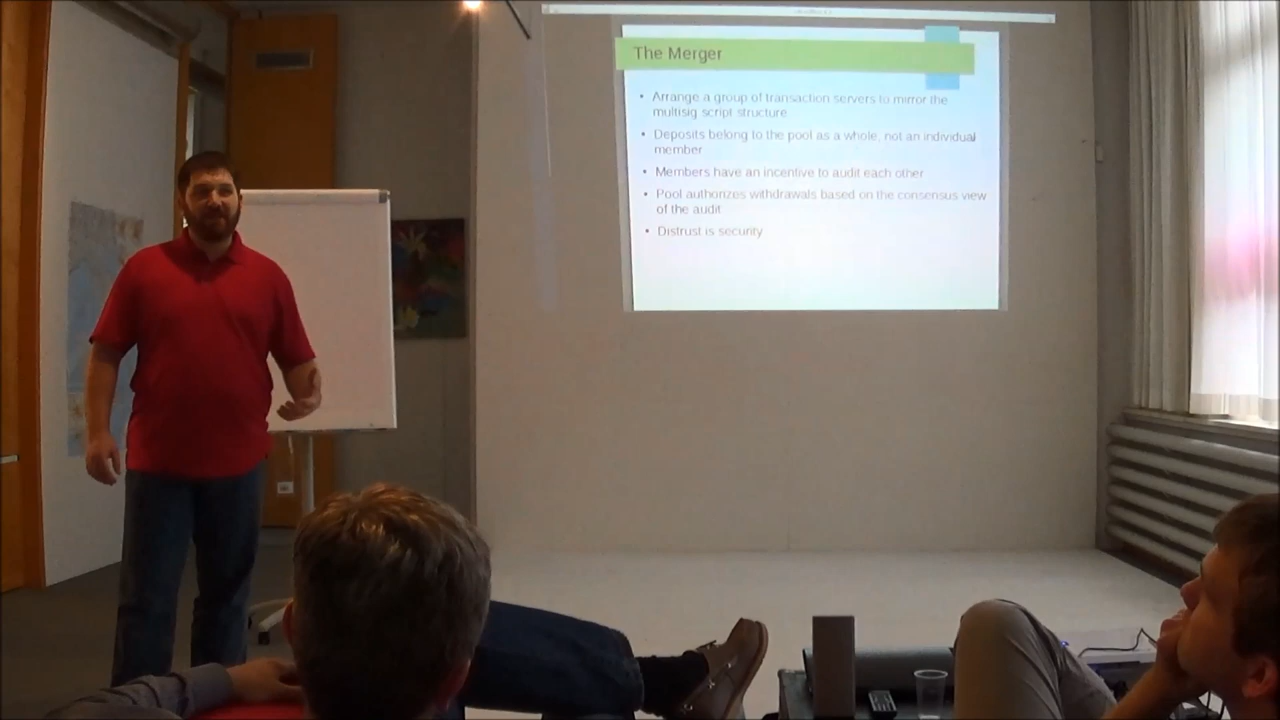 The Merger
• Arrange a group of transaction servers to mirror the
multisig script structure
• Deposits belong to the pool as a whole, not an individual
member
• Members have an incentive to audit each other
• Pool authorizes withdrawals based on the consensus view
of the audit
• Distrust is security